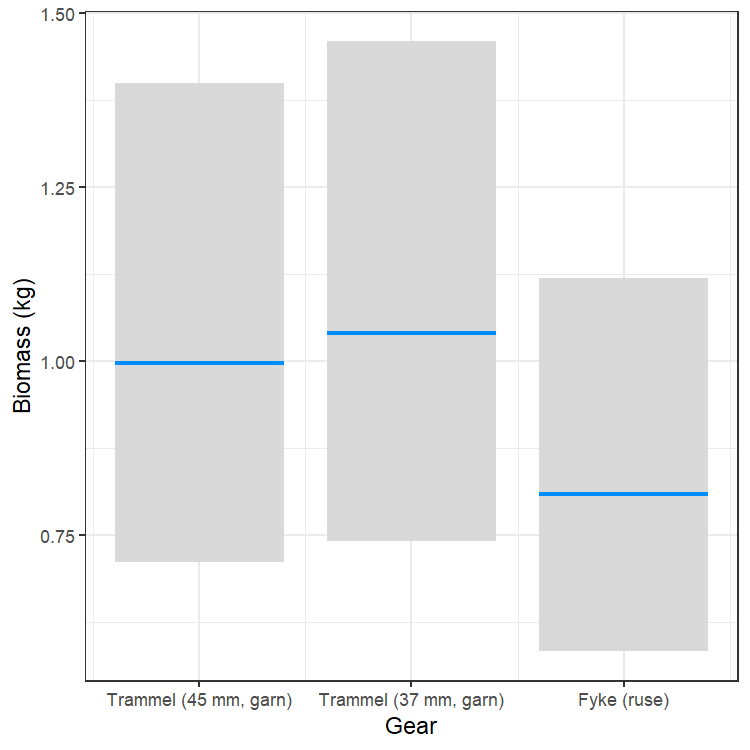 Biomass (kg)
1.50
1.25
1.00
0.75
Trammel (45 mm, garn)
Trammel (37 mm, garn)
Fyke (ruse)
Gear